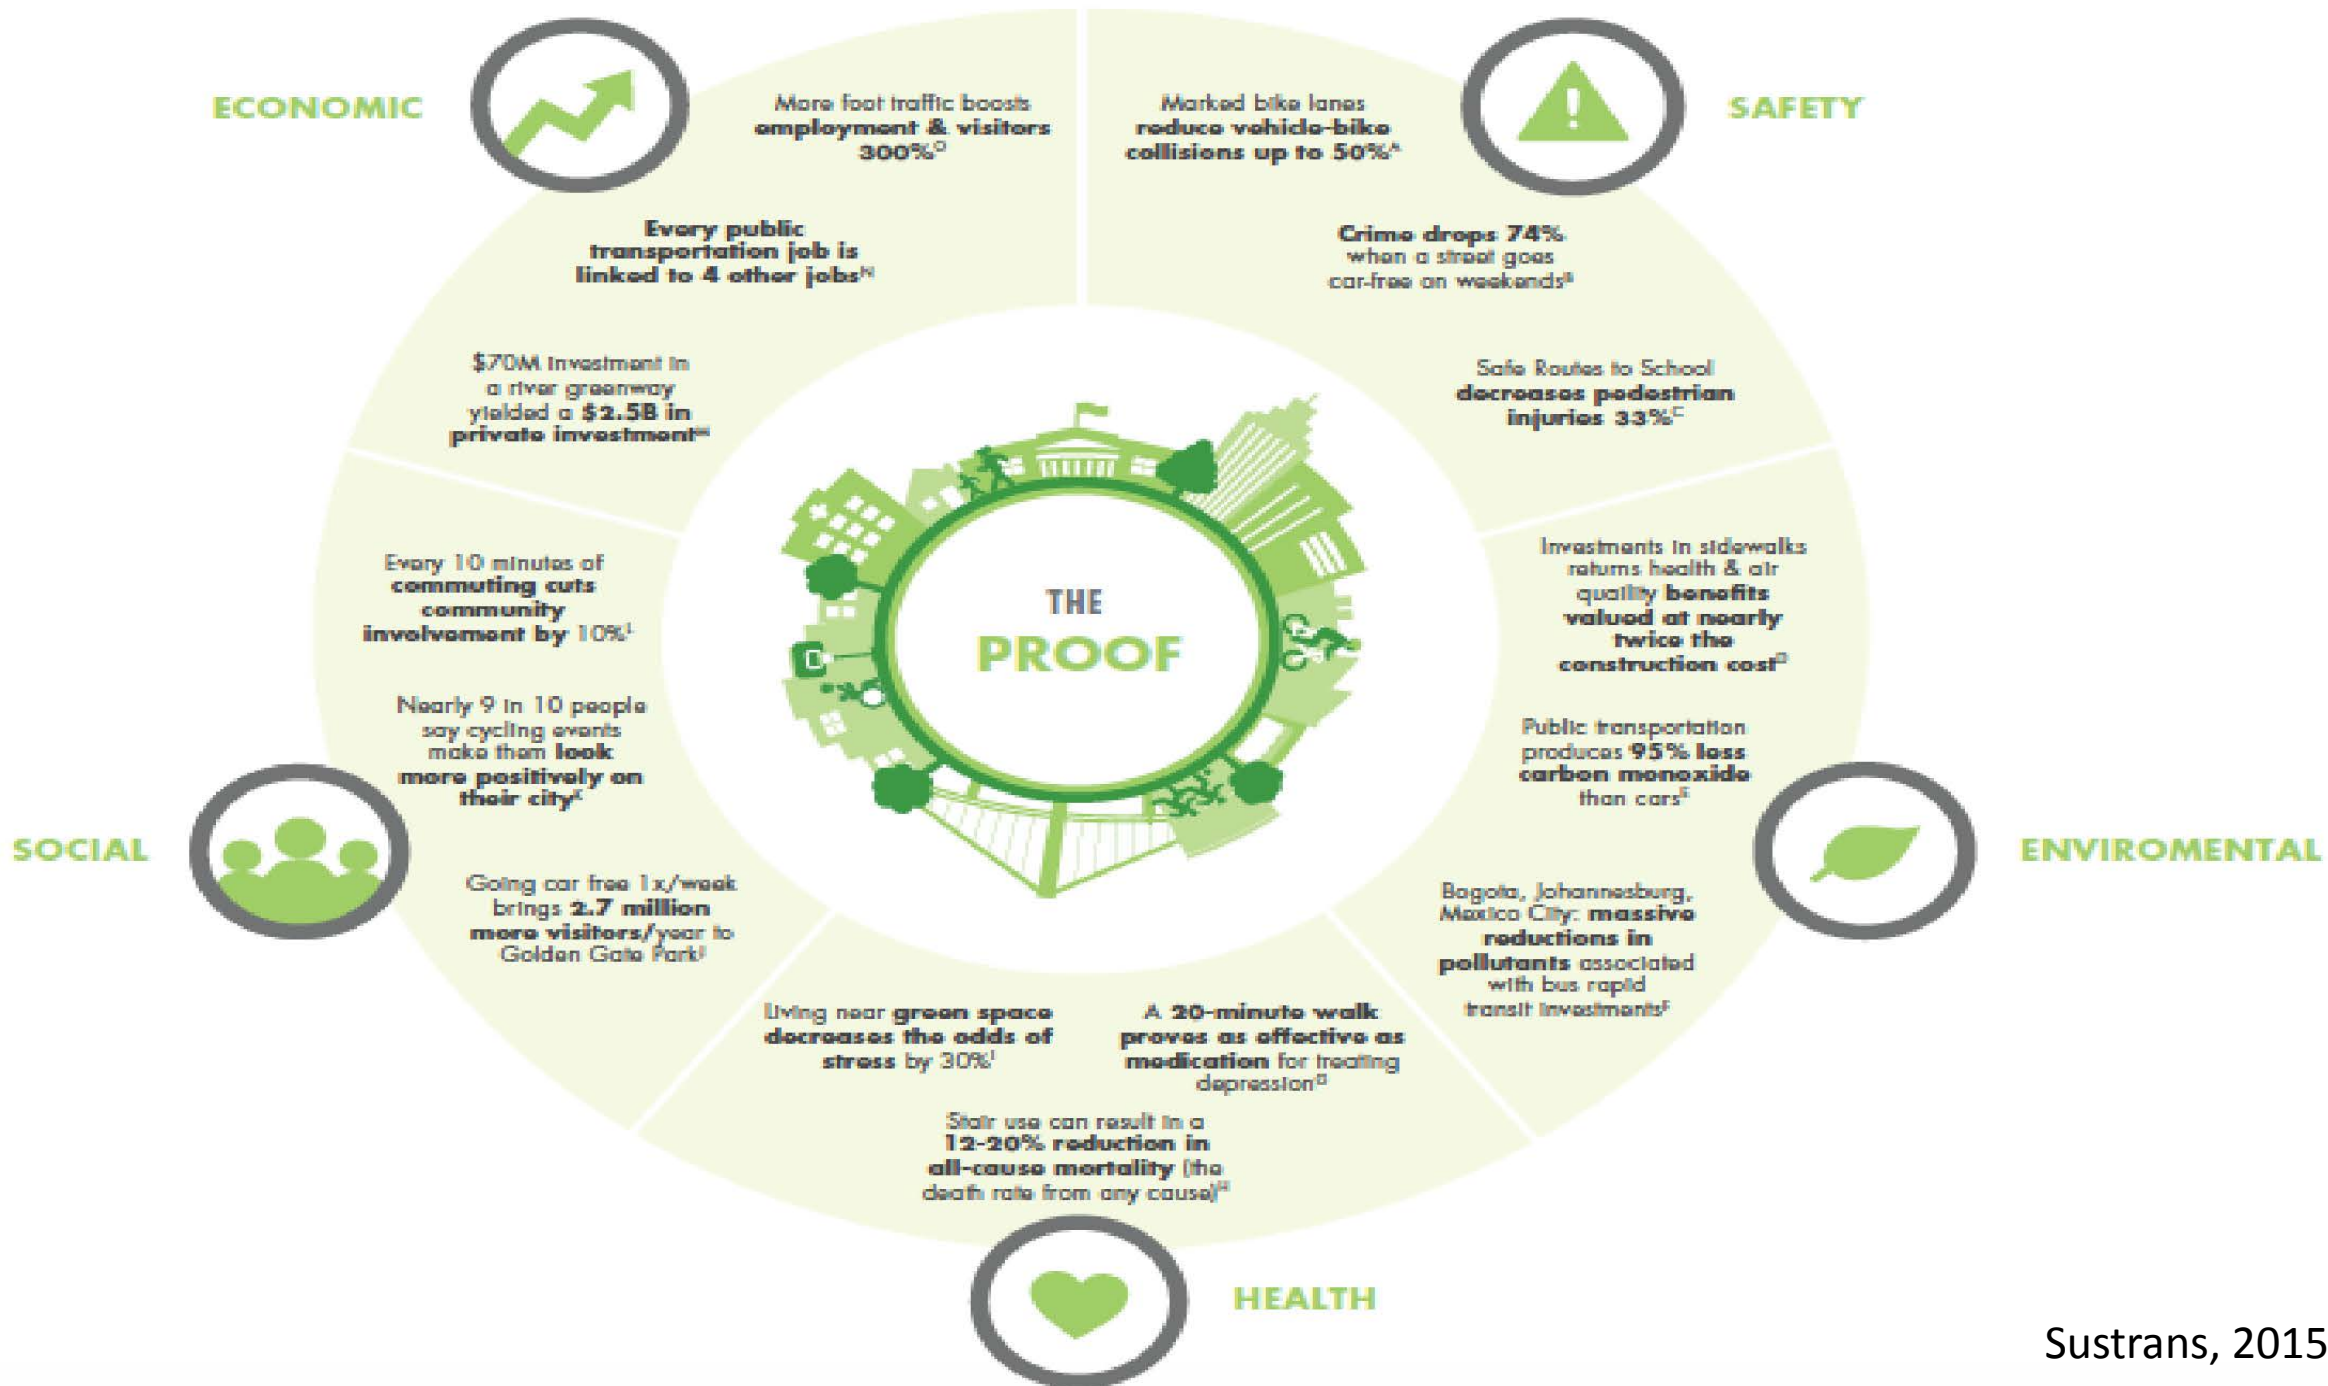 ECONOMIC
More foot traffic boosts
employment & visitors
300%O
Every public
transportation job is
linked to 4 other jobsN
$70M investment in
a river greenway
yielded a $2.5B in
private investmentM
SAFETY
Marked bike lanes
reduce vehicle-bike
collisions up to 50%A
Crime drops 74%
when a street goes
car-free on weekendsB
Safe Routes to School
decreases pedestrian
injuries 33%C
THE
PROOF
Investments in sidewalks
returns health & air
quality benefits
valued at nearly
twice the
construction costD
Public transportation
produces 95% less
carbon monoxide
than carsE
Bogota, Johannesburg,
Mexico City: massive
reductions in
pollutants associated
with bus rapid
transit investmentsF
ENVIROMENTAL
Every 10 minutes of
commuting cuts
community
involvement by 10%L
Nearly 9 in 10 people
say cycling events
make them look
more positively on
their cityK
Going car free 1x/week
brings 2.7 million
more visitors/year to
Golden Gate ParkJ
SOCIAL
Living near green space
decreases the odds of
stress by 30%I
A 20-minute walk
proves as effective as
medication for treating
depressionG
Stair use can result in a
12-20% reduction in
all-cause mortality (the
death rate from any cause)H
HEALTH
Sustrans, 2015